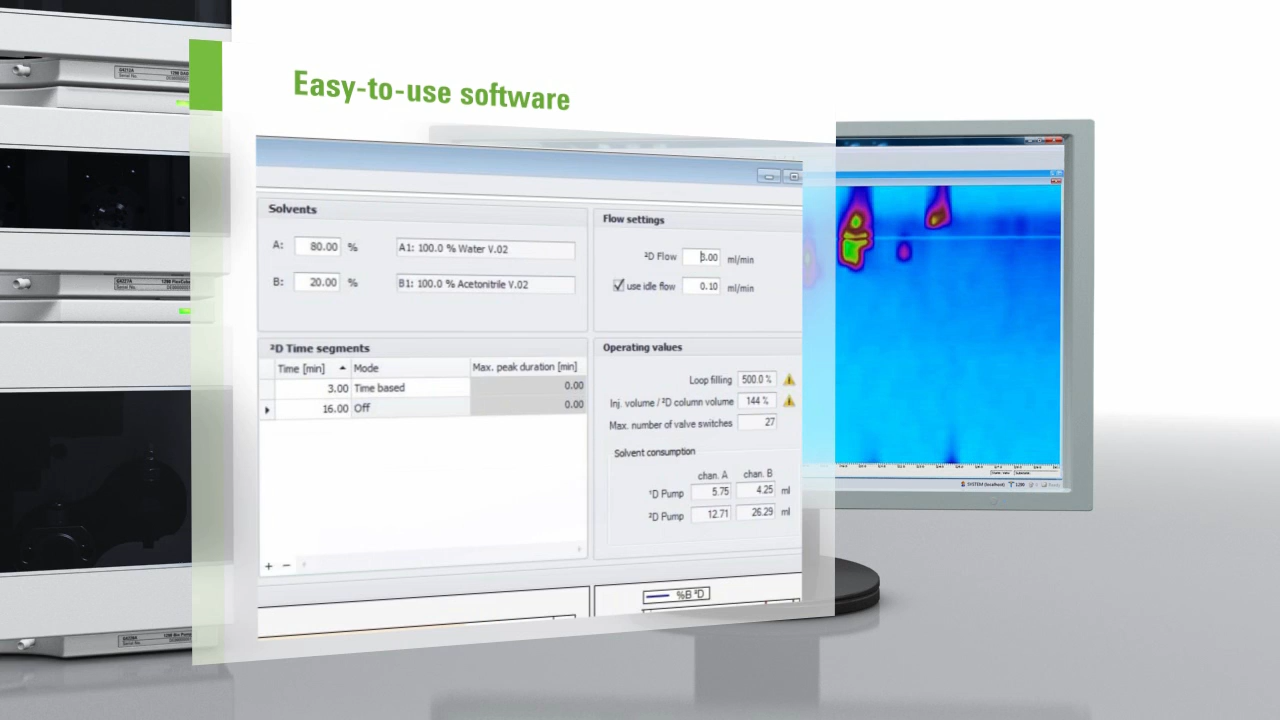 Easy-to-use software
Solvents
A: 80.00 % A1: 100.0 % Water V.02
B: 20.00 % B1: 100.0 % Acetonitrile V.02
Flow settings
²D Flow 3.00 ml/min
use idle flow 0.10 ml/min
²D Time segments
Time [min] Mode Max. peak duration [min]
3.00 Time based 0.00
16.00 Off 0.00
Operating values
Loop filling 500.0 %
Inj. volume / ²D column volume 144 %
Max. number of valve switches 27
Solvent consumption
chan. A chan. B
¹D Pump 5.75 4.25 ml
²D Pump 12.71 26.29 ml
+ −
%B ²D
SYSTEM (localhost)